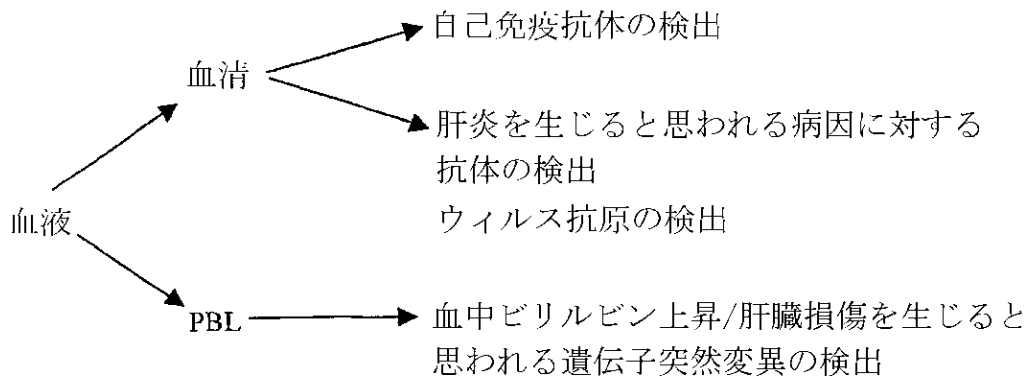 自己免疫抗体の検出
血清
肝炎を生じると思われる病因に対する
抗体の検出
ウィルス抗原の検出
血液
PBL
血中ビリルビン上昇/肝臓損傷を生じると
思われる遺伝子突然変異の検出